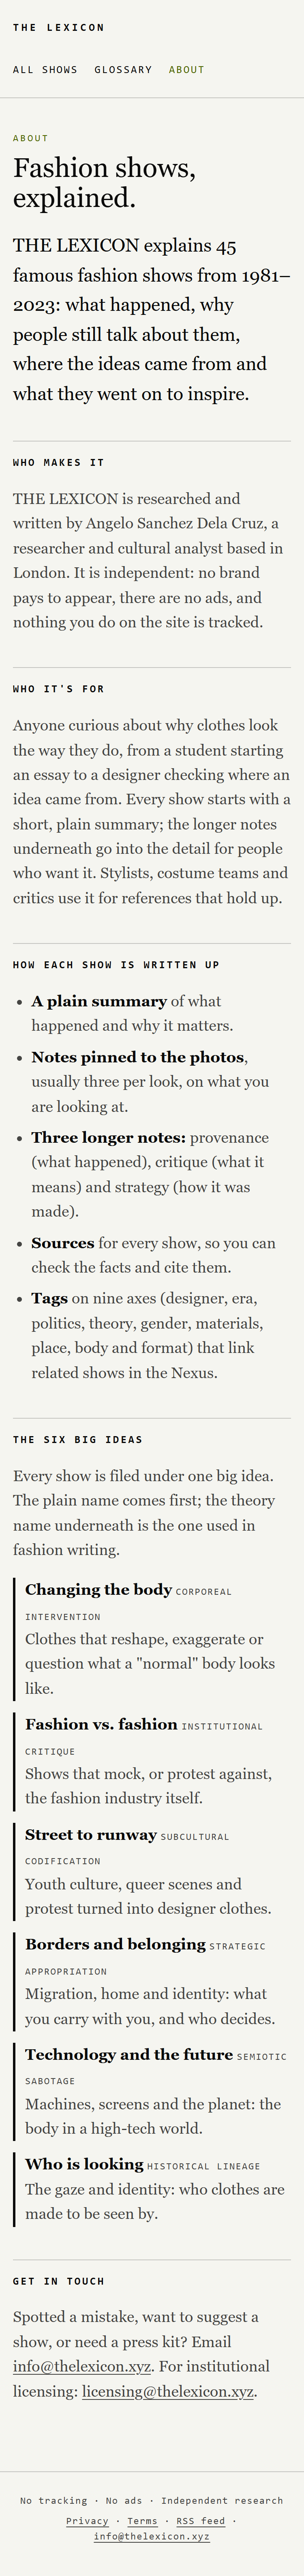 THE LEXICON
ALL SHOWS GLOSSARY ABOUT
ABOUT
Fashion shows,
explained.
THE LEXICON explains 45
famous fashion shows from 1981–
2023: what happened, why
people still talk about them,
where the ideas came from and
what they went on to inspire.
WHO MAKES IT
THE LEXICON is researched and
written by Angelo Sanchez Dela Cruz, a
researcher and cultural analyst based in
London. It is independent: no brand
pays to appear, there are no ads, and
nothing you do on the site is tracked.
WHO IT'S FOR
Anyone curious about why clothes look
the way they do, from a student starting
an essay to a designer checking where an
idea came from. Every show starts with a
short, plain summary; the longer notes
underneath go into the detail for people
who want it. Stylists, costume teams and
critics use it for references that hold up.
HOW EACH SHOW IS WRITTEN UP
• A plain summary of what
happened and why it matters.
• Notes pinned to the photos,
usually three per look, on what you
are looking at.
• Three longer notes: provenance
(what happened), critique (what it
means) and strategy (how it was
made).
• Sources for every show, so you can
check the facts and cite them.
• Tags on nine axes (designer, era,
politics, theory, gender, materials,
place, body and format) that link
related shows in the Nexus.
THE SIX BIG IDEAS
Every show is filed under one big idea.
The plain name comes first; the theory
name underneath is the one used in
fashion writing.
Changing the body CORPOREAL
INTERVENTION
Clothes that reshape, exaggerate or
question what a "normal" body looks
like.
Fashion vs. fashion INSTITUTIONAL
CRITIQUE
Shows that mock, or protest against,
the fashion industry itself.
Street to runway SUBCULTURAL
CODIFICATION
Youth culture, queer scenes and
protest turned into designer clothes.
Borders and belonging STRATEGIC
APPROPRIATION
Migration, home and identity: what
you carry with you, and who decides.
Technology and the future SEMIOTIC
SABOTAGE
Machines, screens and the planet: the
body in a high-tech world.
Who is looking HISTORICAL LINEAGE
The gaze and identity: who clothes are
made to be seen by.
GET IN TOUCH
Spotted a mistake, want to suggest a
show, or need a press kit? Email
info@thelexicon.xyz. For institutional
licensing: licensing@thelexicon.xyz.
No tracking · No ads · Independent research
Privacy · Terms · RSS feed ·
info@thelexicon.xyz